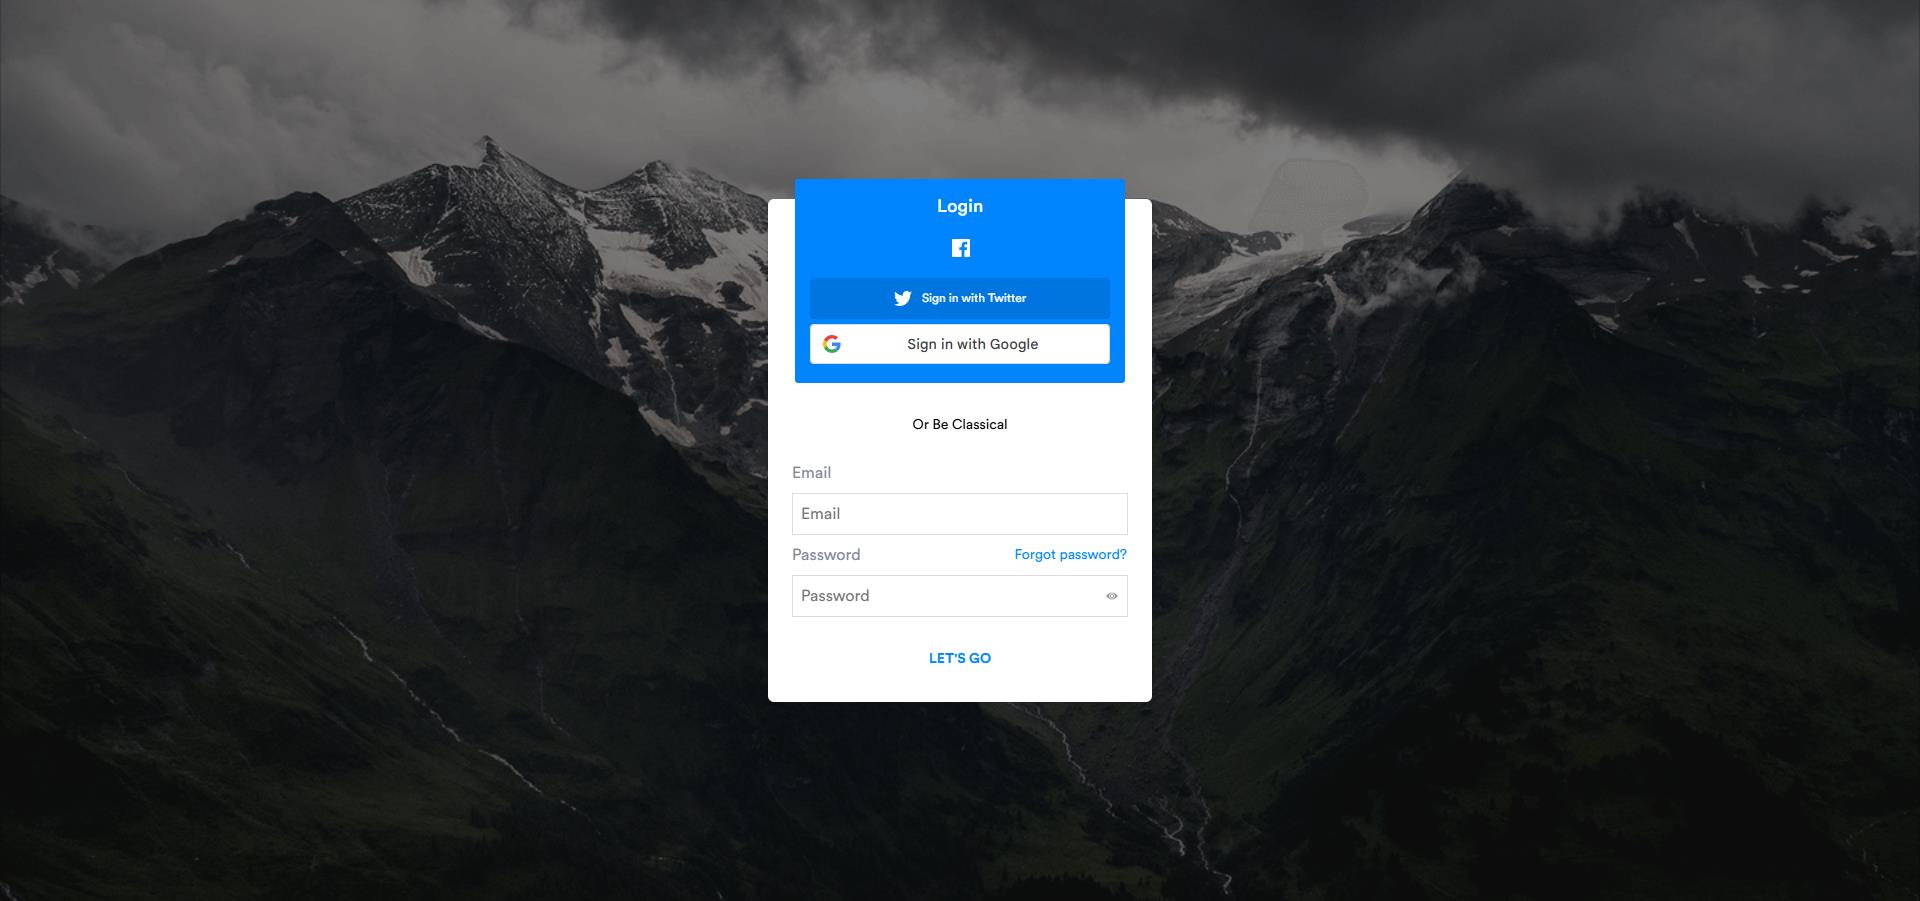 Login
Sign in with Twitter
Sign in with Google
Or Be Classical
Email
Email
Password Forgot password?
Password
LET'S GO